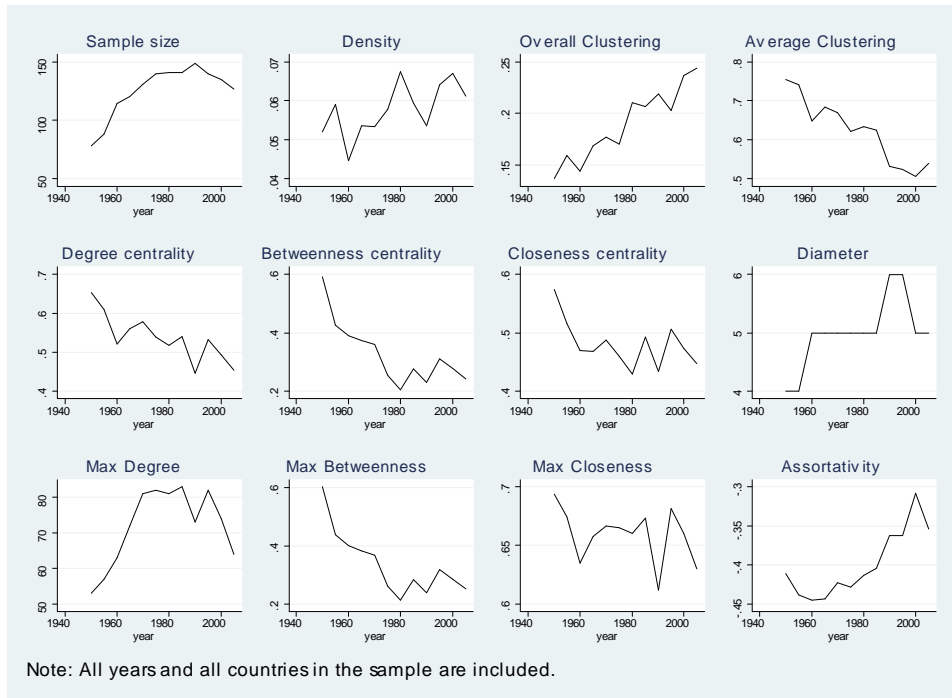 Sample size Density Overall Clustering Average Clustering
50 100 150
.04 .05 .06 .07
.15 .2 .25
.5 .6 .7 .8
1940 1960 1980 2000 1940 1960 1980 2000 1940 1960 1980 2000 1940 1960 1980 2000
year year year year
Degree centrality Betweenness centrality Closeness centrality Diameter
.4 .5 .6 .7
.2 .4 .6
.4 .5 .6
4 5 6
1940 1960 1980 2000 1940 1960 1980 2000 1940 1960 1980 2000 1940 1960 1980 2000
year year year year
Max Degree Max Betweenness Max Closeness Assortativity
50 60 70 80
.2 .4 .6
.6 .65 .7
-.45 -.4 -.35 -.3
1940 1960 1980 2000 1940 1960 1980 2000 1940 1960 1980 2000 1940 1960 1980 2000
year year year year
Note: All years and all countries in the sample are included.